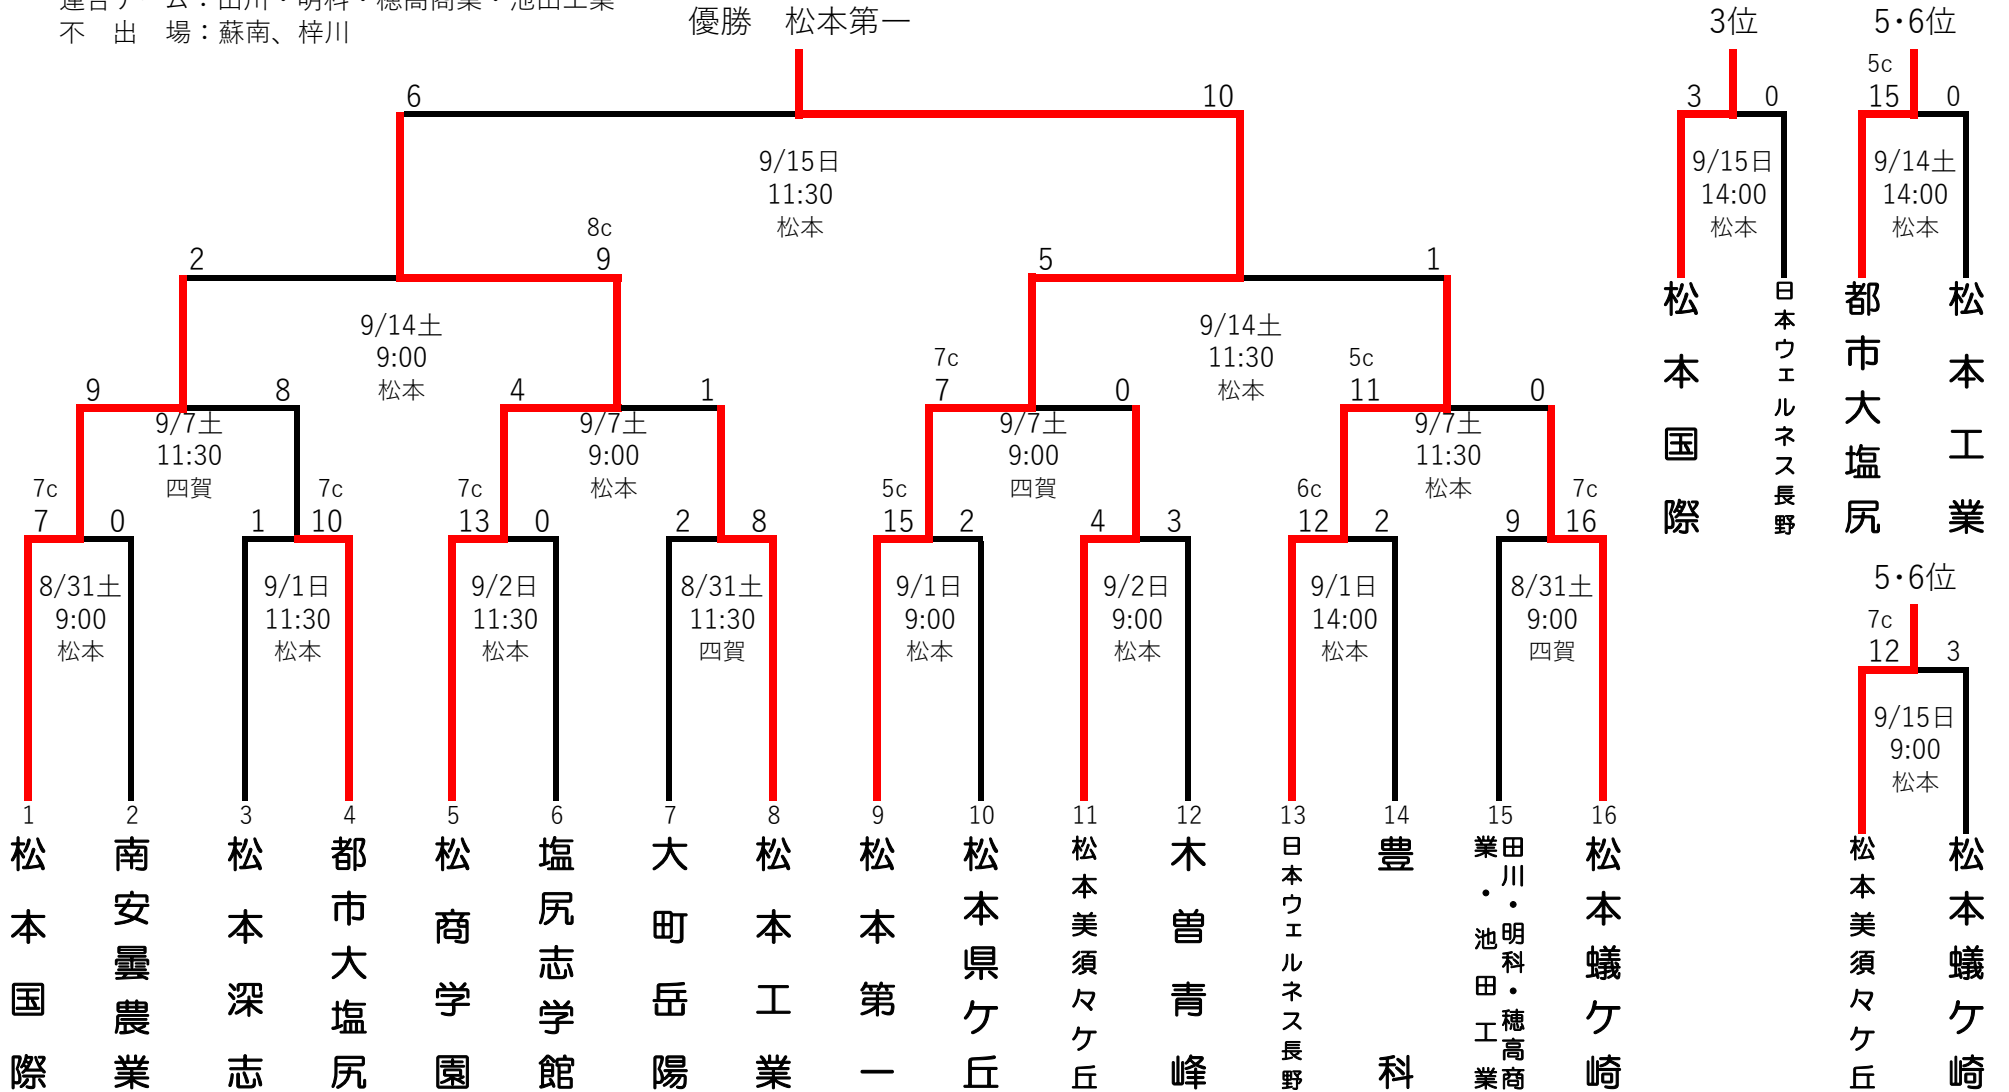 連合チーム：田川・明科・穂高商業・池田工業
不　出　場：蘇南、梓川
優勝　松本第一
3位
5・6位
5c
6
10
3
0
15
0
9/15日
11:30
松本
9/15日
14:00
松本
9/14土
14:00
松本
8c
2
9
5
1
松本国際
日本ウェルネス長野
都市大塩尻
松本工業
9/14土
9:00
松本
9/14土
11:30
松本
7c
5c
9
8
4
1
7
0
11
0
9/7土
11:30
四賀
9/7土
9:00
松本
9/7土
9:00
四賀
9/7土
11:30
松本
7c
7c
7c
5c
6c
7c
7
0
1
10
13
0
2
8
15
2
4
3
12
2
9
16
8/31土
9:00
松本
9/1日
11:30
松本
9/2日
11:30
松本
8/31土
11:30
四賀
9/1日
9:00
松本
9/2日
9:00
松本
9/1日
14:00
松本
8/31土
9:00
四賀
5・6位
7c
12
3
9/15日
9:00
松本
1
2
3
4
5
6
7
8
9
10
11
12
13
14
15
16
松本国際
南安曇農業
松本深志
都市大塩尻
松商学園
塩尻志学館
大町岳陽
松本工業
松本第一
松本県ケ丘
松本美須々ケ丘
木曽青峰
日本ウェルネス長野
豊科
田川・明科・穂高商
業・池田工業
松本蟻ケ崎
松本美須々ケ丘
松本蟻ケ崎